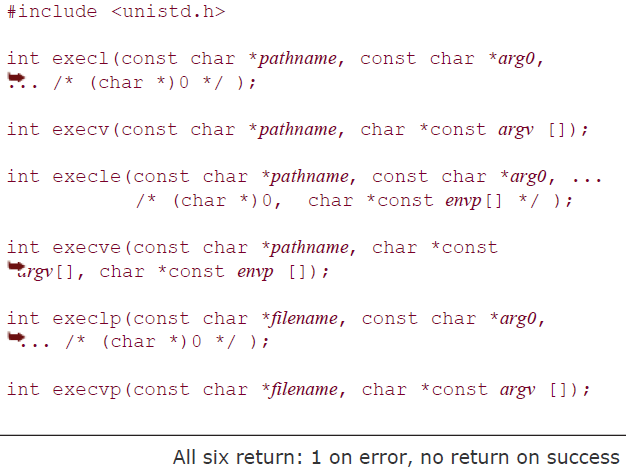 #include <unistd.h>
int execl(const char *pathname, const char *arg0,
... /* (char *)0 */ );
int execv(const char *pathname, char *const argv []);
int execle(const char *pathname, const char *arg0, ...
/* (char *)0, char *const envp[] */ );
int execve(const char *pathname, char *const
argv[], char *const envp []);
int execlp(const char *filename, const char *arg0,
... /* (char *)0 */ );
int execvp(const char *filename, char *const argv []);
All six return: 1 on error, no return on success